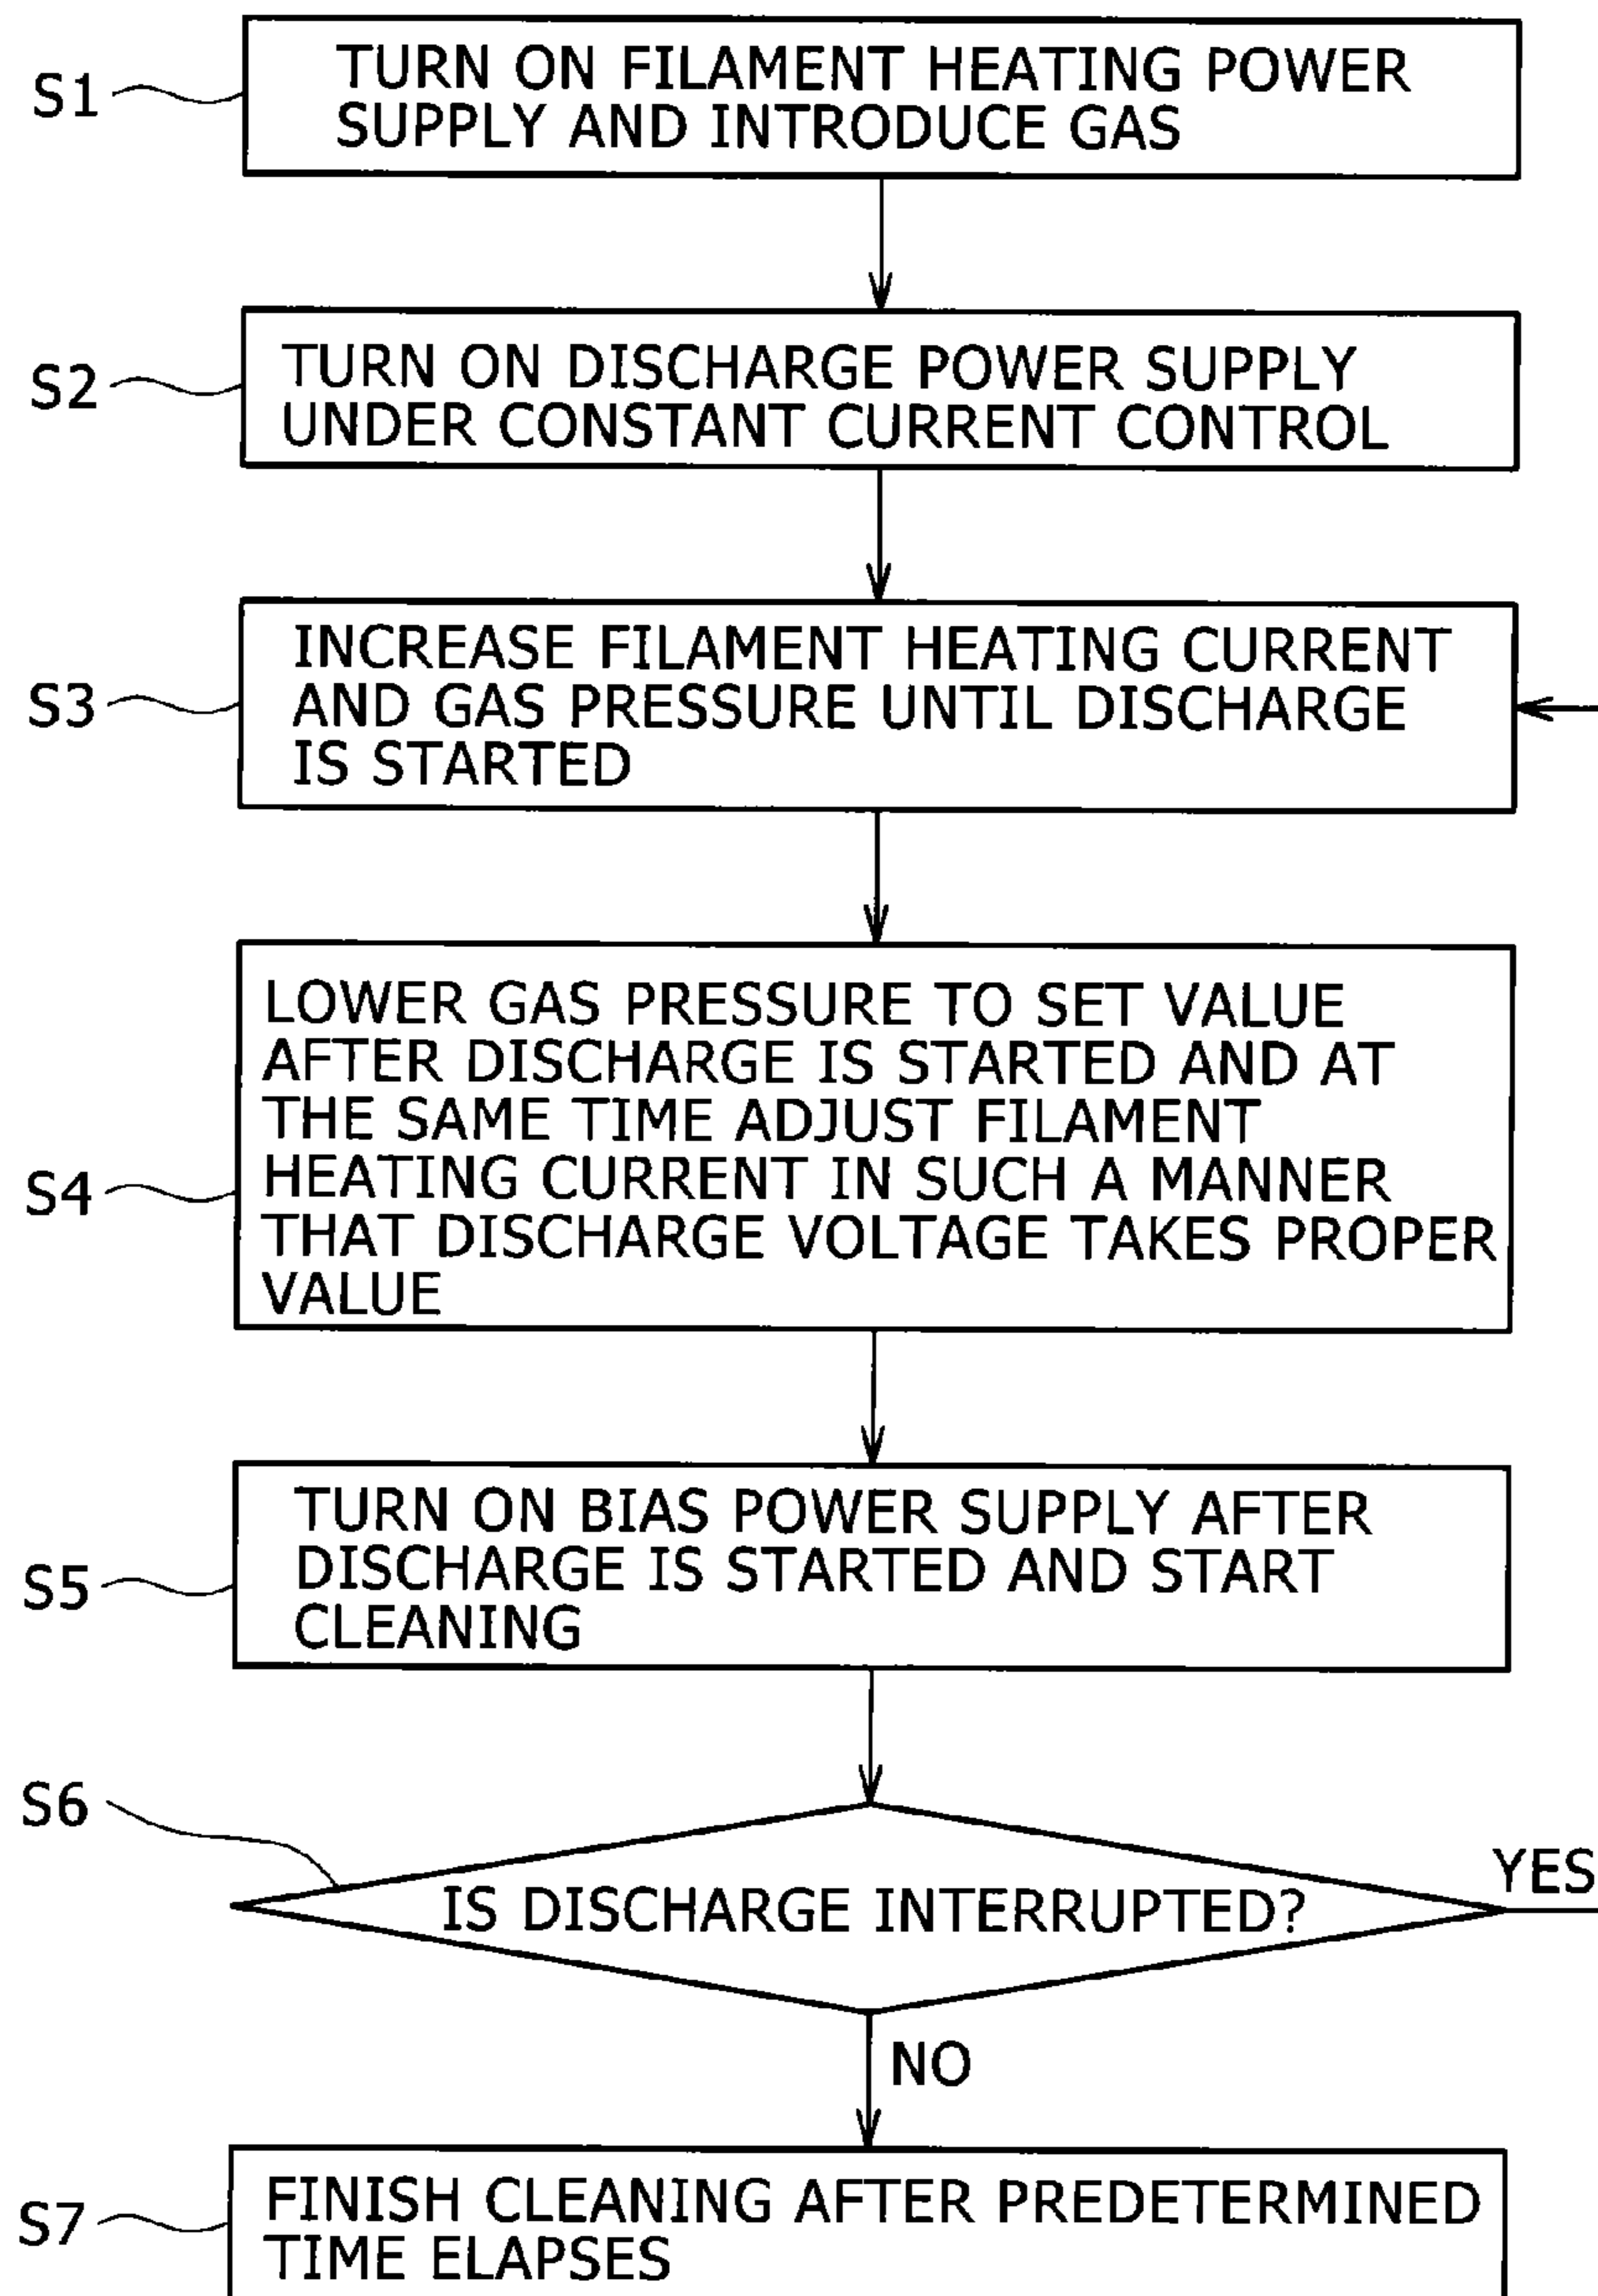 S1
TURN ON FILAMENT HEATING POWER
SUPPLY AND INTRODUCE GAS
S2
TURN ON DISCHARGE POWER SUPPLY
UNDER CONSTANT CURRENT CONTROL
S3
INCREASE FILAMENT HEATING CURRENT
AND GAS PRESSURE UNTIL DISCHARGE
IS STARTED
S4
LOWER GAS PRESSURE TO SET VALUE
AFTER DISCHARGE IS STARTED AND AT
THE SAME TIME ADJUST FILAMENT
HEATING CURRENT IN SUCH A MANNER
THAT DISCHARGE VOLTAGE TAKES PROPER
VALUE
S5
TURN ON BIAS POWER SUPPLY AFTER
DISCHARGE IS STARTED AND START
CLEANING
S6
IS DISCHARGE INTERRUPTED?
YES
NO
S7
FINISH CLEANING AFTER PREDETERMINED
TIME ELAPSES